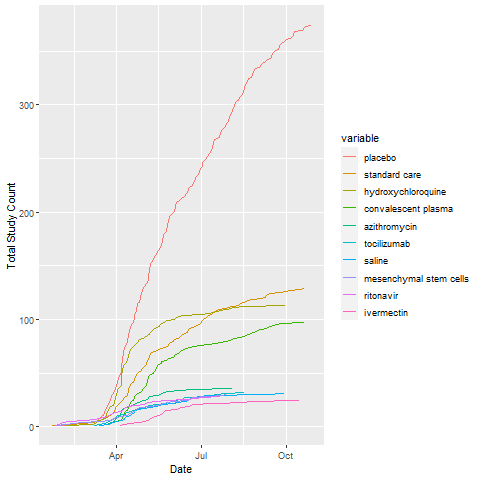 variable
placebo
standard care
hydroxychloroquine
convalescent plasma
azithromycin
tocilizumab
saline
mesenchymal stem cells
ritonavir
ivermectin
Total Study Count
300
200
100
0
Apr
Jul
Oct
Date